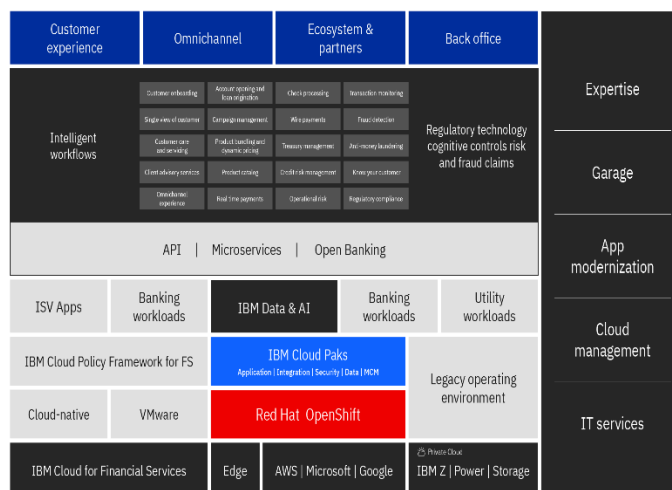 Customer
experience
Omnichannel
Ecosystem &
partners
Back office
Intelligent
workflows
Customer onboarding
Account opening and
loan origination
Check processing
Transaction monitoring
Single view of customer
Campaign management
Wire payments
Fraud detection
Customer care
and servicing
Product bundling and
dynamic pricing
Treasury management
Anti-money laundering
Client advisory services
Product catalog
Credit risk management
Know your customer
Omnichannel
experience
Real time payments
Operational risk
Regulatory compliance
Regulatory technology
cognitive controls risk
and fraud claims
API | Microservices | Open Banking
ISV Apps
Banking
workloads
IBM Data & AI
Banking
workloads
Utility
workloads
IBM Cloud Policy Framework for FS
IBM Cloud Paks
Application | Integration | Security | Data | MCM
Legacy operating
environment
Cloud-native
VMware
Red Hat OpenShift
IBM Cloud for Financial Services
Edge
AWS | Microsoft | Google
Private Cloud
IBM Z | Power | Storage
Expertise
Garage
App
modernization
Cloud
management
IT services